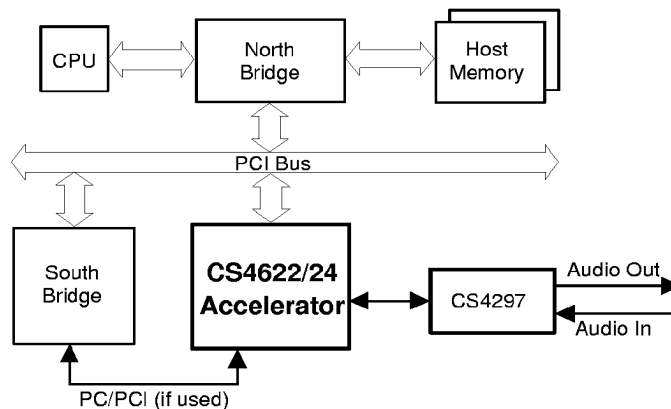 CPU
North
Bridge
Host
Memory
PCI Bus
South
Bridge
CS4622/24
Accelerator
CS4297
Audio Out
Audio In
PC/PCI (if used)